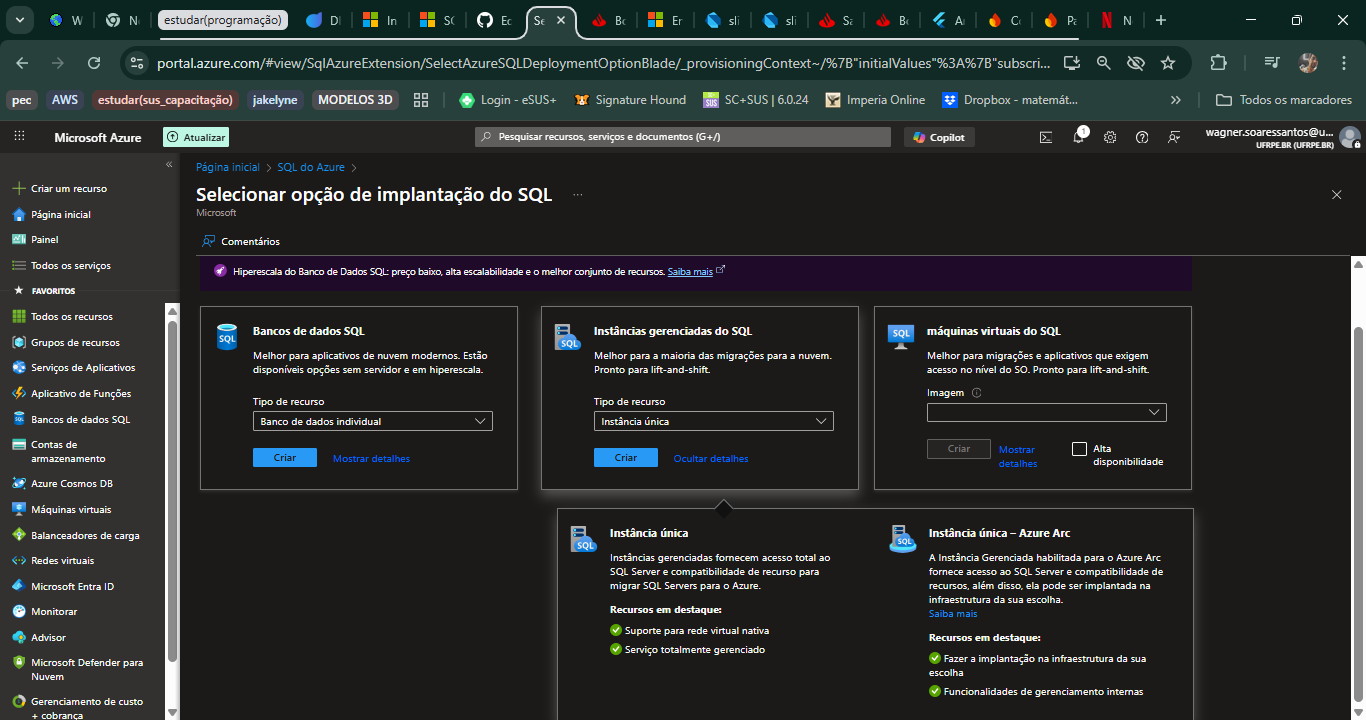 W
N
estudar(programação)
DI
In
SC
Ec
Se
Bc
Er
sli
sli
Sa
Bc
A
C
Pa
N
portal.azure.com/#view/SqlAzureExtension/SelectAzureSQLDeploymentOptionBlade/_provisioningContext~/%7B"initialValues"%3A%7B"subscri...
pec
AWS
estudar(sus_capacitação)
jakelyne
MODELOS 3D
Login - eSUS+
Signature Hound
SC+SUS | 6.0.24
Imperia Online
Dropbox - matemát...
Todos os marcadores
Microsoft Azure
Atualizar
Pesquisar recursos, serviços e documentos (G+/)
Copilot
1
wagner.soaressantos@u...
UFRPE.BR (UFRPE.BR)
Criar um recurso
Página inicial
Painel
Todos os serviços
FAVORITOS
Todos os recursos
Grupos de recursos
Serviços de Aplicativos
Aplicativo de Funções
Bancos de dados SQL
Contas de
armazenamento
Azure Cosmos DB
Máquinas virtuais
Balanceadores de carga
Redes virtuais
Microsoft Entra ID
Monitorar
Advisor
Microsoft Defender para
Nuvem
Gerenciamento de custo
+ cobrança
Página inicial > SQL do Azure >
Selecionar opção de implantação do SQL ...
Microsoft
Comentários
Hiperescala do Banco de Dados SQL: preço baixo, alta escalabilidade e o melhor conjunto de recursos. Saiba mais
SQL
Bancos de dados SQL
Melhor para aplicativos de nuvem modernos. Estão
disponíveis opções sem servidor e em hiperescala.
Tipo de recurso
Banco de dados individual
Criar
Mostrar detalhes
SQL
Instâncias gerenciadas do SQL
Melhor para a maioria das migrações para a nuvem.
Pronto para lift-and-shift.
Tipo de recurso
Instância única
Criar
Ocultar detalhes
SQL
máquinas virtuais do SQL
Melhor para migrações e aplicativos que exigem
acesso no nível do SO. Pronto para lift-and-shift.
Imagem
Criar
Mostrar
detalhes
Alta
disponibilidade
SQL
Instância única
Instâncias gerenciadas fornecem acesso total ao
SQL Server e compatibilidade de recurso para
migrar SQL Servers para o Azure.
Recursos em destaque:
Suporte para rede virtual nativa
Serviço totalmente gerenciado
SQL
Instância única – Azure Arc
A Instância Gerenciada habilitada para o Azure Arc
fornece acesso ao SQL Server e compatibilidade de
recursos, além disso, ela pode ser implantada na
infraestrutura da sua escolha.
Saiba mais
Recursos em destaque:
Fazer a implantação na infraestrutura da sua
escolha
Funcionalidades de gerenciamento internas